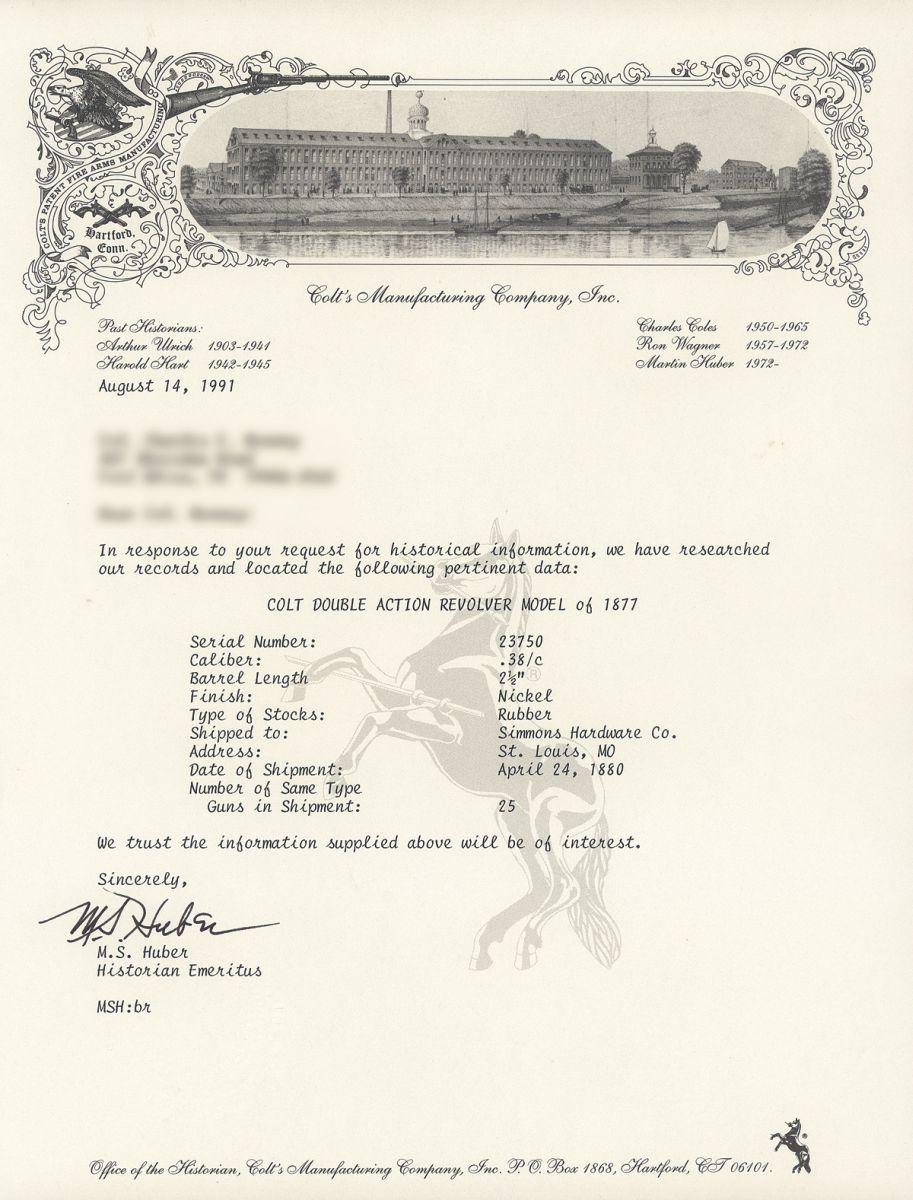 COLT'S PATENT FIRE ARMS MANUFACTURING
Hartford,
Conn.
Colt's Manufacturing Company, Inc.
Past Historians:
Arthur Ulrich 1903-1941
Harold Hart 1942-1945
Charles Coles 1950-1965
Ron Wagner 1957-1972
Martin Huber 1972-
August 14, 1991
In response to your request for historical information, we have researched
our records and located the following pertinent data:
COLT DOUBLE ACTION REVOLVER MODEL of 1877
Serial Number: 23750
Caliber: .38/c
Barrel Length 2½"
Finish: Nickel
Type of Stocks: Rubber
Shipped to: Simmons Hardware Co.
Address: St. Louis, MO
Date of Shipment: April 24, 1880
Number of Same Type
Guns in Shipment: 25
We trust the information supplied above will be of interest.
Sincerely,
M.S. Huber
M.S. Huber
Historian Emeritus
MSH:br
Office of the Historian, Colt's Manufacturing Company, Inc. P.O. Box 1868, Hartford, CT 06101.